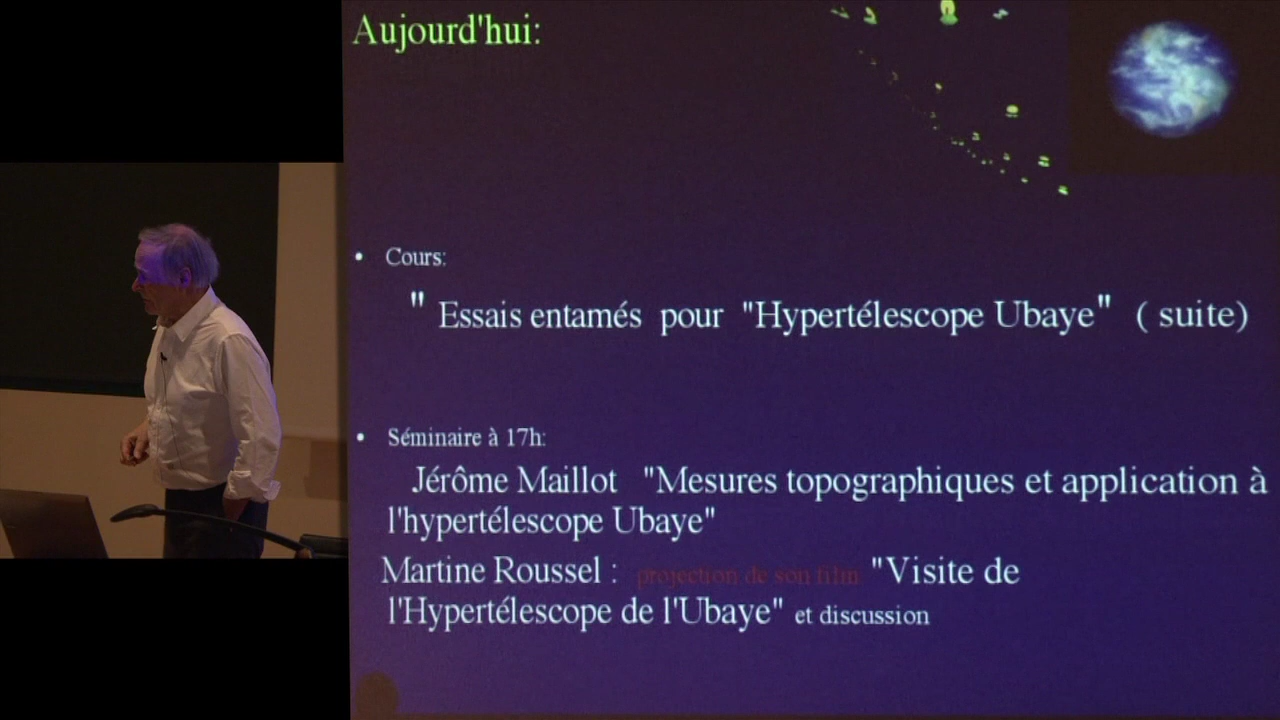 Aujourd'hui:
• Cours:
" Essais entamés pour "Hypertélescope Ubaye" ( suite)
• Séminaire à 17h:
Jérôme Maillot "Mesures topographiques et application à
l'hypertélescope Ubaye"
Martine Roussel : projection de son film "Visite de
l'Hypertélescope de l'Ubaye" et discussion